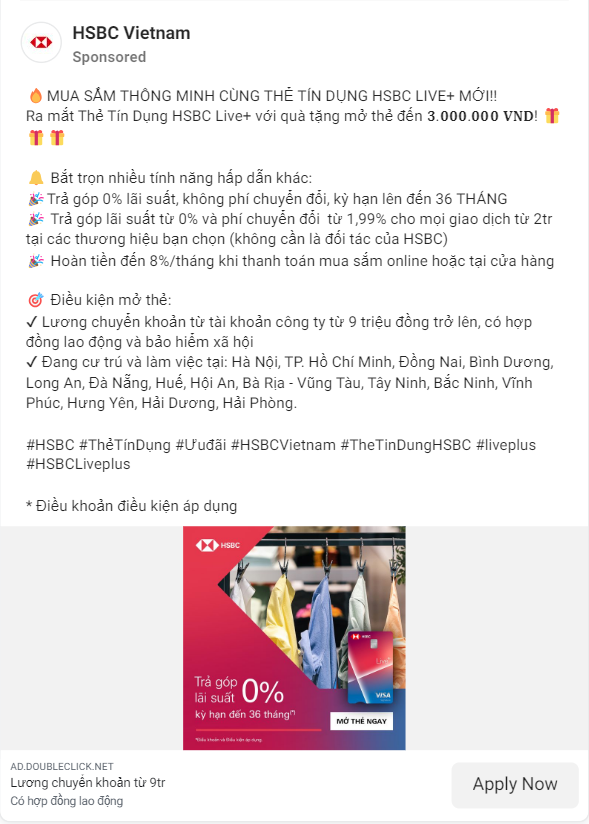 HSBC Vietnam
Sponsored
🔥MUA SẮM THÔNG MINH CÙNG THẺ TÍN DỤNG HSBC LIVE+ MỚI!!
Ra mắt Thẻ Tín Dụng HSBC Live+ với quà tặng mở thẻ đến 𝟑.𝟎𝟎𝟎.𝟎𝟎𝟎 𝐕𝐍𝐃! 🎁
🎁 🎁
🔔 Bắt trọn nhiều tính năng hấp dẫn khác:
🎉Trả góp 0% lãi suất, không phí chuyển đổi, kỳ hạn lên đến 36 THÁNG
🎉 Trả góp lãi suất từ 0% và phí chuyển đổi từ 1,99% cho mọi giao dịch từ 2tr
tại các thương hiệu bạn chọn (không cần là đối tác của HSBC)
🎉 Hoàn tiền đến 8%/tháng khi thanh toán mua sắm online hoặc tại cửa hàng
🎯 Điều kiện mở thẻ:
✓ Lương chuyển khoản từ tài khoản công ty từ 9 triệu đồng trở lên, có hợp
đồng lao động và bảo hiểm xã hội
✓ Đang cư trú và làm việc tại: Hà Nội, TP. Hồ Chí Minh, Đồng Nai, Bình Dương,
Long An, Đà Nẵng, Huế, Hội An, Bà Rịa - Vũng Tàu, Tây Ninh, Bắc Ninh, Vĩnh
Phúc, Hưng Yên, Hải Dương, Hải Phòng.
#HSBC #ThẻTínDụng #Ưuđãi #HSBCVietnam #TheTinDungHSBC #liveplus
#HSBCLiveplus
* Điều khoản điều kiện áp dụng
HSBC
HSBC
Live+
VISA
Trả góp
lãi suất 0%
kỳ hạn đến 36 tháng(*)
MỞ THẺ NGAY
*Điều khoản và Điều kiện áp dụng
AD.DOUBLECLICK.NET
Lương chuyển khoản từ 9tr
Có hợp đồng lao động
Apply Now